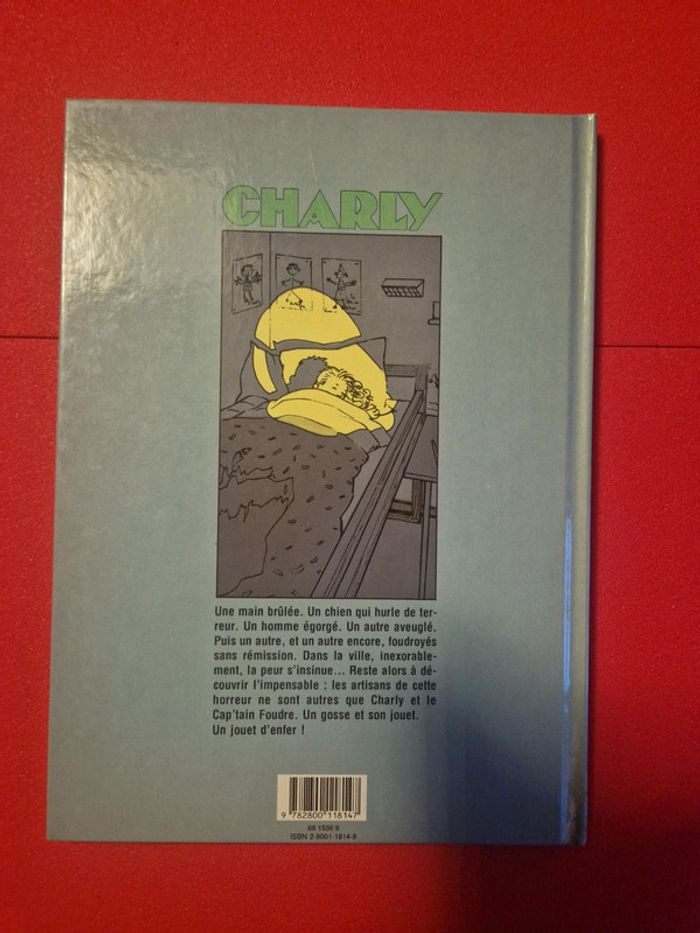 CHARLY
Une main brûlée. Un chien qui hurle de ter-
reur. Un homme égorgé. Un autre aveuglé.
Puis un autre, et un autre encore, foudroyés
sans rémission. Dans la ville, inexorable-
ment, la peur s'insinue... Reste alors à dé-
couvrir l'impensable : les artisans de cette
horreur ne sont autres que Charly et le
Cap'tain Foudre. Un gosse et son jouet.
Un jouet d'enfer !
9 782800 118147
68 1536 9
ISBN 2-8001-1814-8